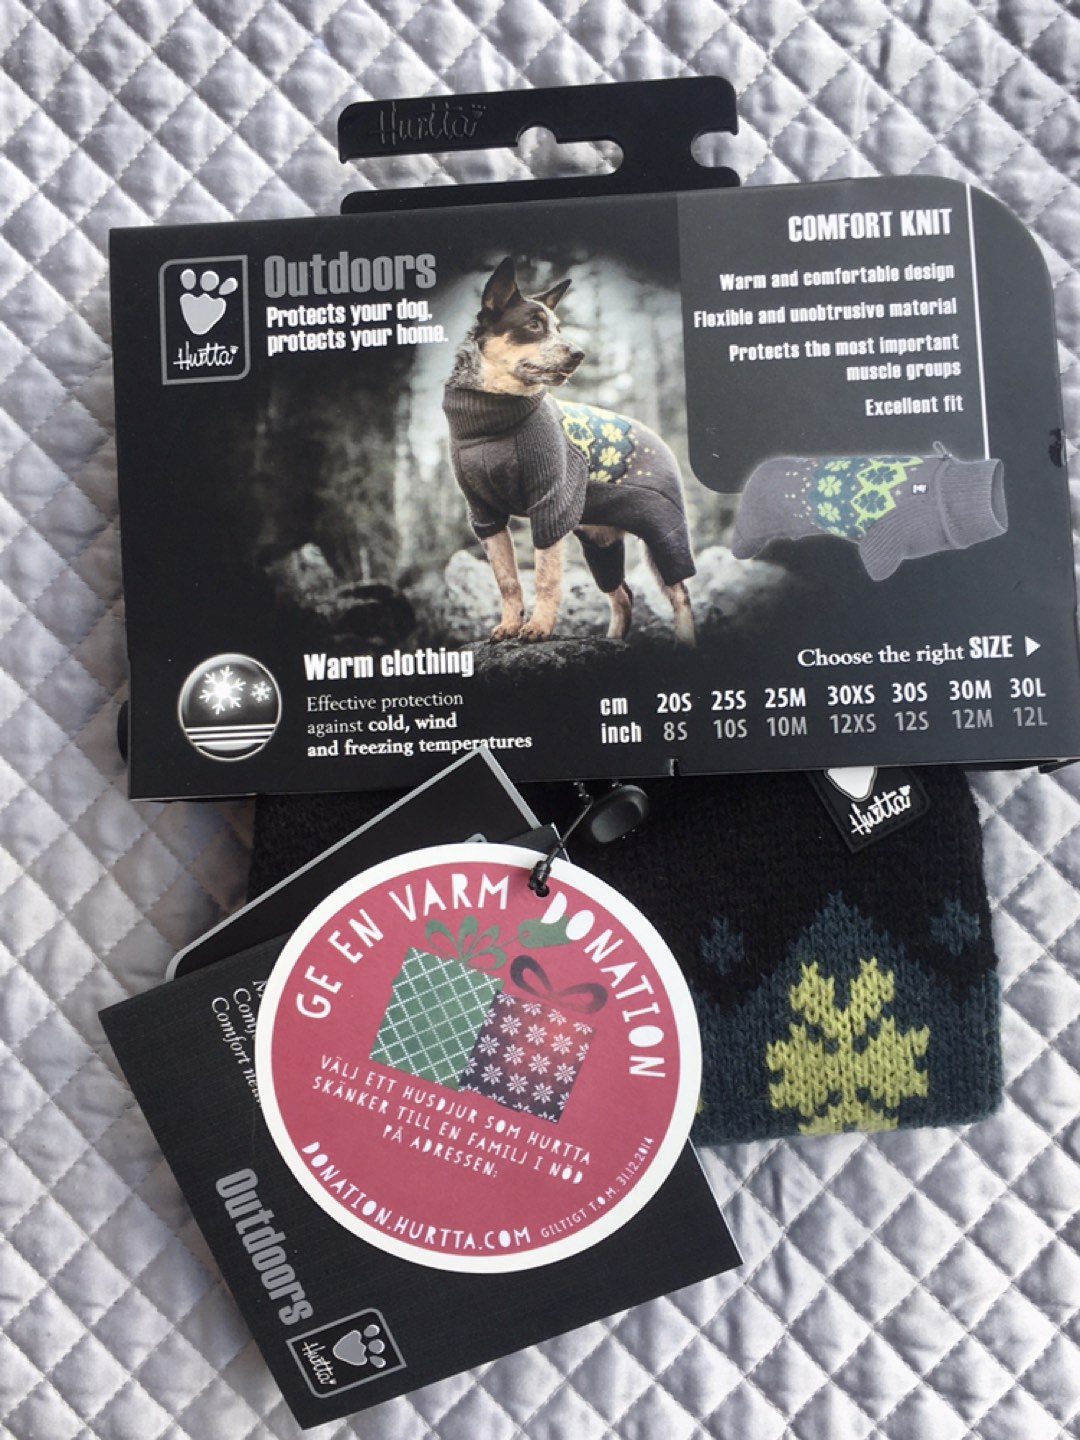 Hurtta
Hurtta
Outdoors
Protects your dog,
protects your home.
COMFORT KNIT
Warm and comfortable design
Flexible and unobtrusive material
Protects the most important
muscle groups
Excellent fit
Warm clothing
Effective protection
against cold, wind
and freezing temperatures
Choose the right SIZE
cm 20S 25S 25M 30XS 30S 30M 30L
inch 8S 10S 10M 12XS 12S 12M 12L
Hurtta
GE EN VARM DONATION
VÄLJ ETT HUSDJUR SOM HURTTA
SKÄNKER TILL EN FAMILJ I NÖD
PÅ ADRESSEN:
DONATION.HURTTA.COM
GILTIGT T.O.M. 31.12.2014
Comfort
Outdoors
Hurtta